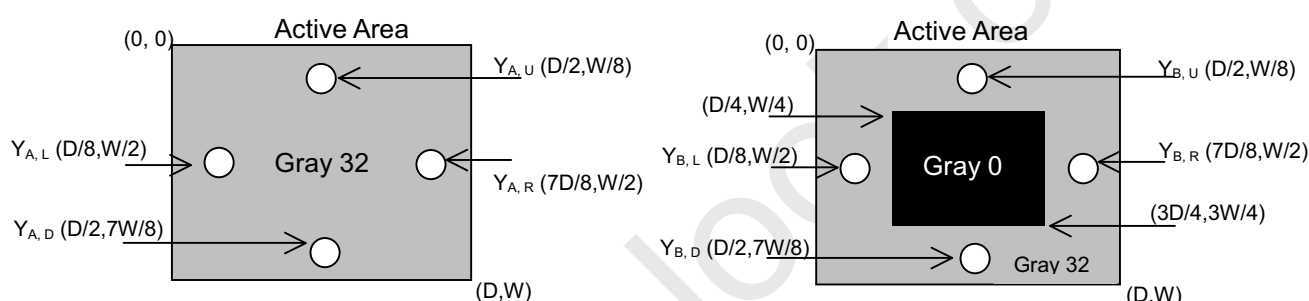 Active Area
(0, 0)
Y_A, U (D/2,W/8)
Y_A, L (D/8,W/2)
Gray 32
Y_A, R (7D/8,W/2)
Y_A, D (D/2,7W/8)
(D,W)
Active Area
(0, 0)
Y_B, U (D/2,W/8)
(D/4,W/4)
Y_B, L (D/8,W/2)
Gray 0
Y_B, R (7D/8,W/2)
(3D/4,3W/4)
Y_B, D (D/2,7W/8)
Gray 32
(D,W)